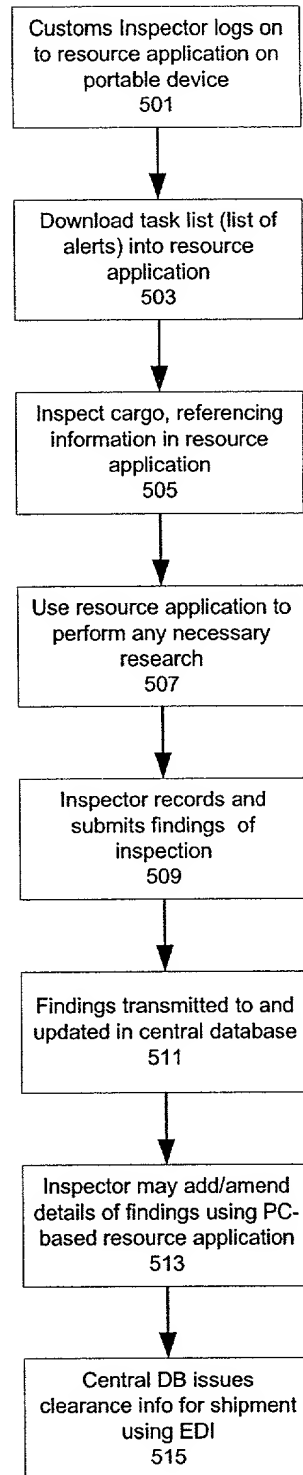 Customs Inspector logs on
to resource application on
portable device
501
Download task list (list of
alerts) into resource
application
503
Inspect cargo, referencing
information in resource
application
505
Use resource application to
perform any necessary
research
507
Inspector records and
submits findings of
inspection
509
Findings transmitted to and
updated in central database
511
Inspector may add/amend
details of findings using PC-
based resource application
513
Central DB issues
clearance info for shipment
using EDI
515